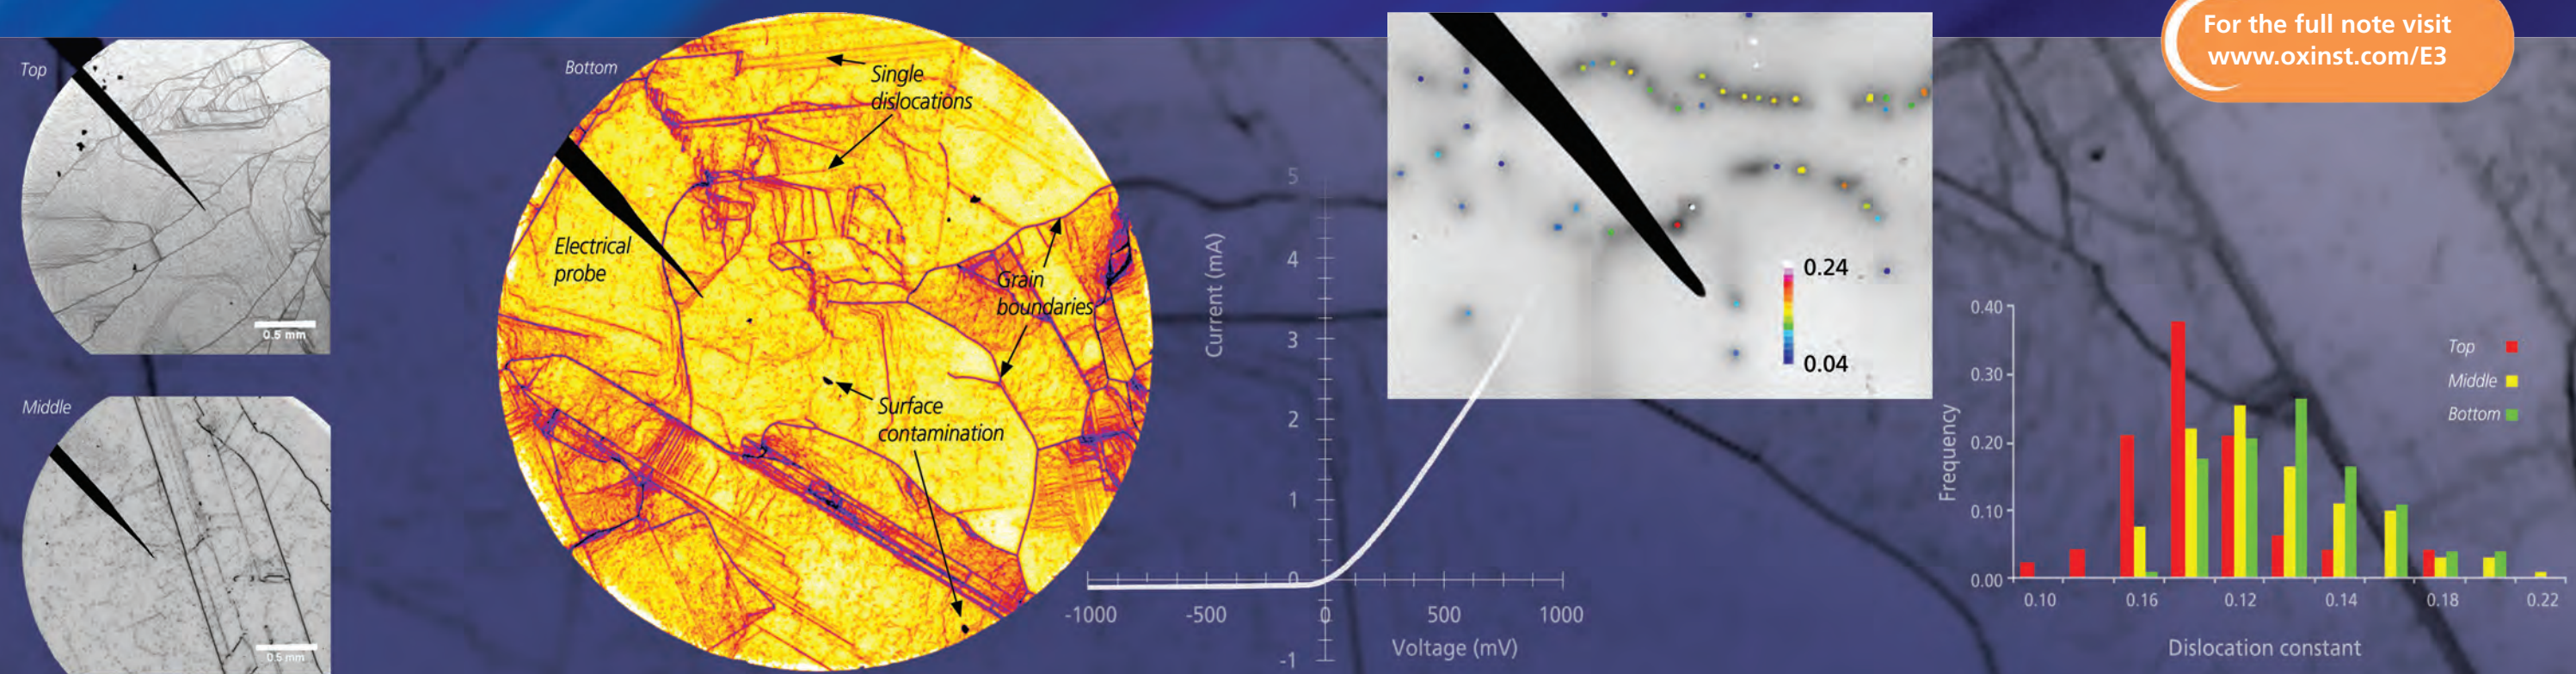 Top
0.5 mm
Middle
0.5 mm
Bottom
Single
dislocations
Electrical
probe
Grain
boundaries
Surface
contamination
Current (mA)
5
4
3
2
1
0
-1
-1000
-500
0
500
1000
Voltage (mV)
0.24
0.04
For the full note visit
www.oxinst.com/E3
Frequency
0.40
0.30
0.20
0.10
0.00
0.10
0.16
0.12
0.14
0.18
0.22
Dislocation constant
Top
Middle
Bottom